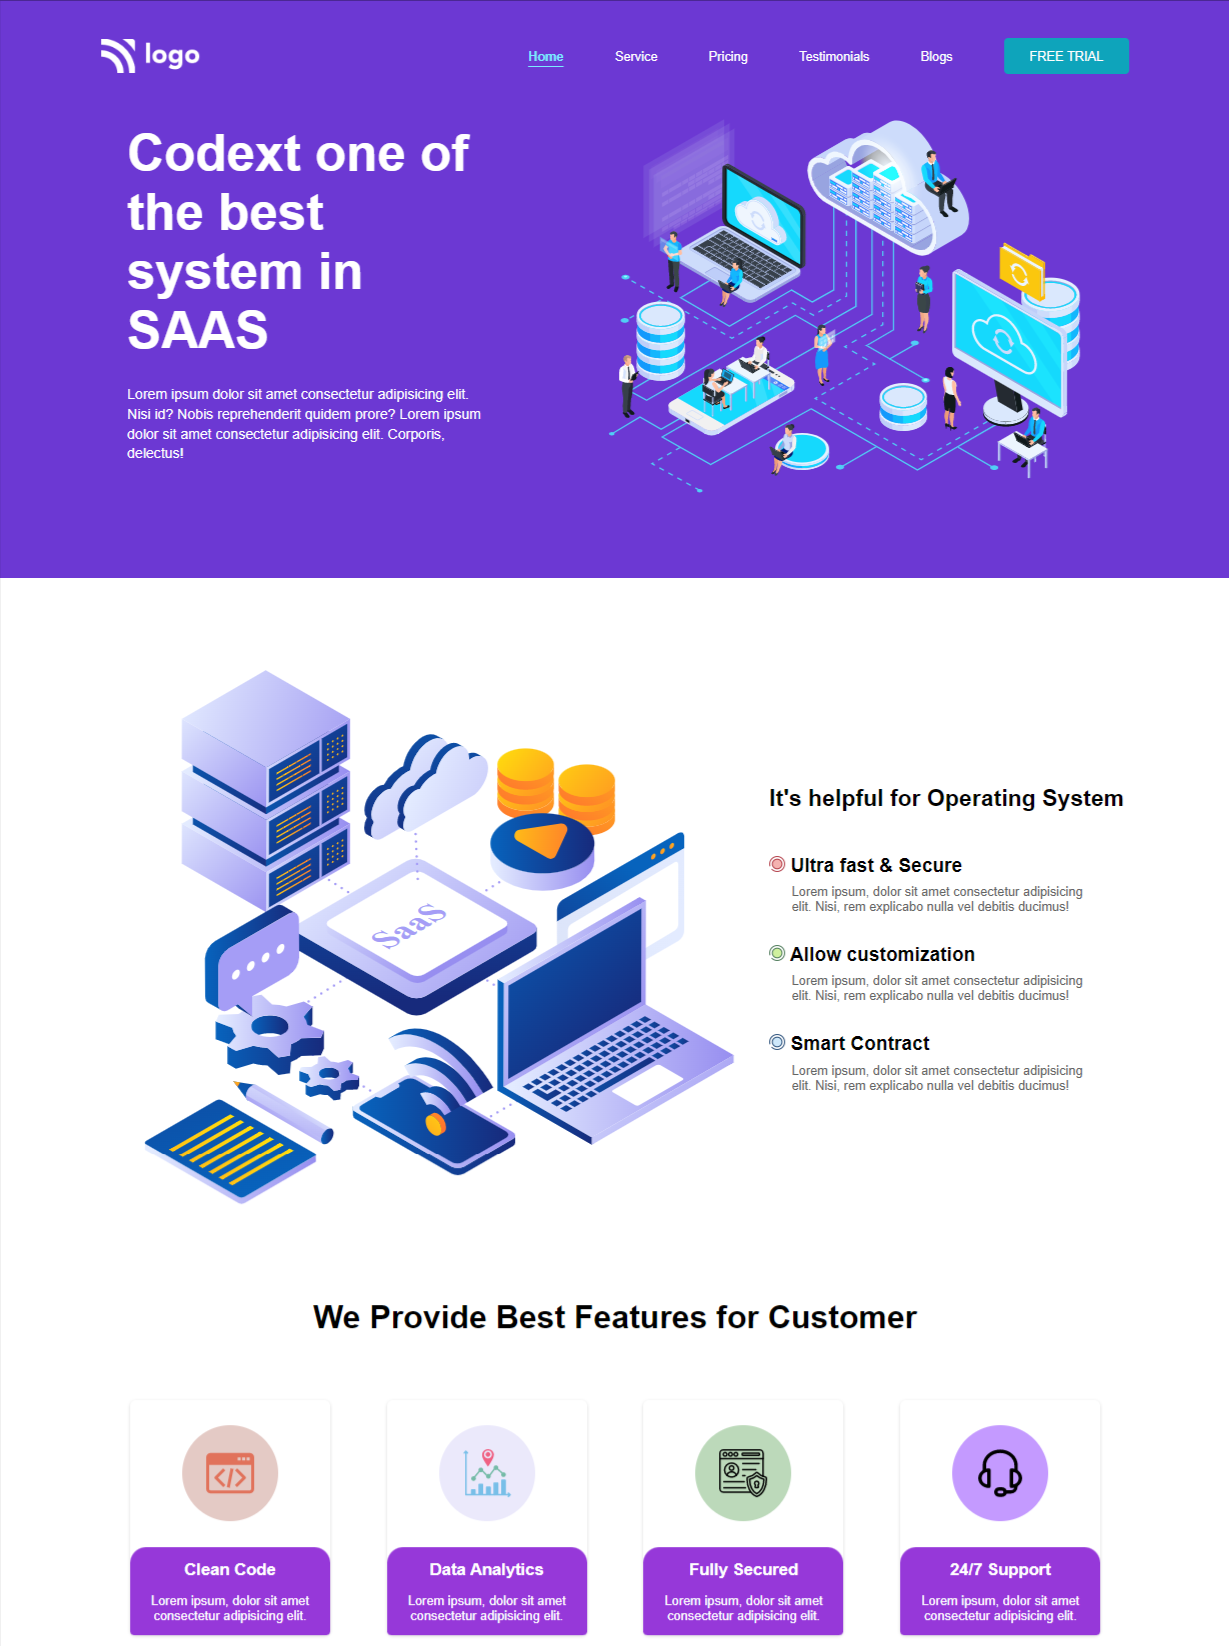 logo
Home
Service
Pricing
Testimonials
Blogs
FREE TRIAL
Codext one of
the best
system in
SAAS
Lorem ipsum dolor sit amet consectetur adipisicing elit.
Nisi id? Nobis reprehenderit quidem prore? Lorem ipsum
dolor sit amet consectetur adipisicing elit. Corporis,
delectus!
SaaS
It's helpful for Operating System
Ultra fast & Secure
Lorem ipsum, dolor sit amet consectetur adipisicing
elit. Nisi, rem explicabo nulla vel debitis ducimus!
Allow customization
Lorem ipsum, dolor sit amet consectetur adipisicing
elit. Nisi, rem explicabo nulla vel debitis ducimus!
Smart Contract
Lorem ipsum, dolor sit amet consectetur adipisicing
elit. Nisi, rem explicabo nulla vel debitis ducimus!
We Provide Best Features for Customer
Clean Code
Lorem ipsum, dolor sit amet
consectetur adipisicing elit.
Data Analytics
Lorem ipsum, dolor sit amet
consectetur adipisicing elit.
Fully Secured
Lorem ipsum, dolor sit amet
consectetur adipisicing elit.
24/7 Support
Lorem ipsum, dolor sit amet
consectetur adipisicing elit.